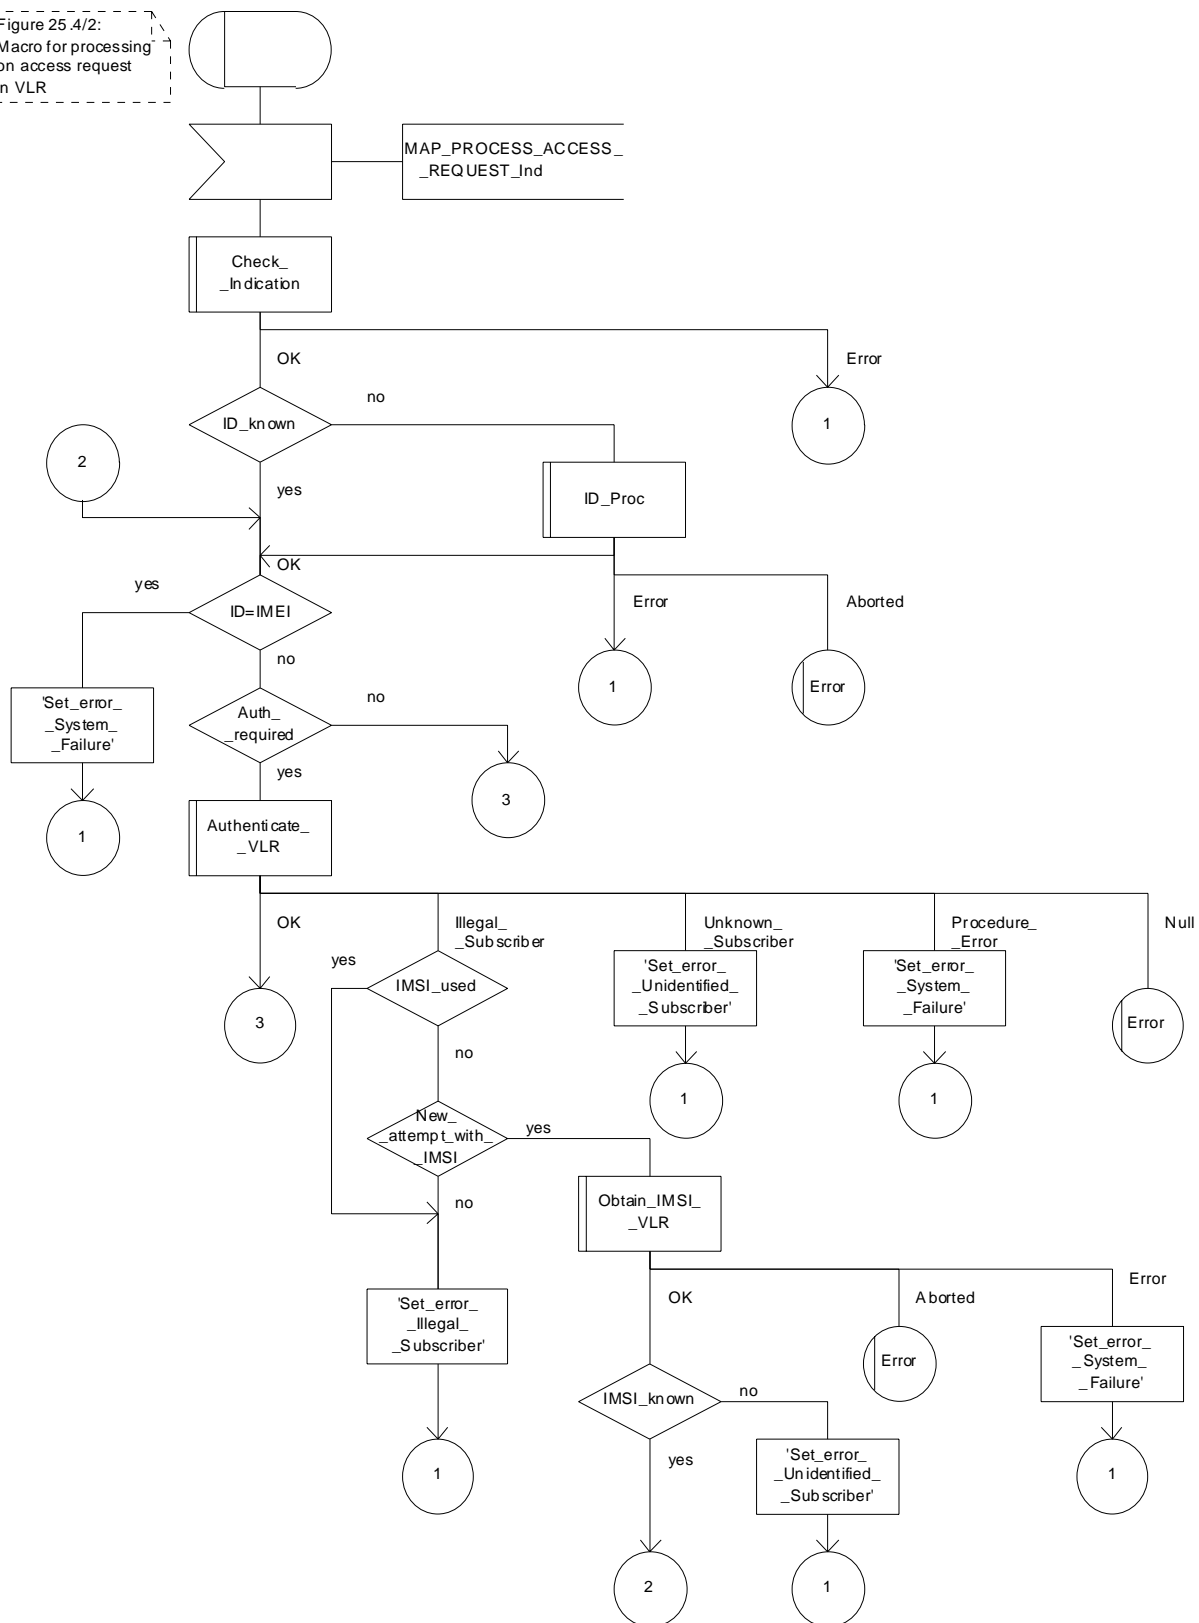 Figure 25.4/2:
Macro for processing
on access request
in VLR
MAP_PROCESS_ACCESS_
_REQUEST_Ind
Check_
_Indication
OK
Error
no
ID_known
1
2
yes
ID_Proc
OK
yes
Error
Aborted
ID=IMEI
no
1
Error
'Set_error_
_System_
_Failure'
no
Auth_
_required
yes
3
1
Authenticate_
_VLR
OK
Illegal_
_Subscriber
Unknown_
_Subscriber
Procedure_
_Error
Null
yes
IMSI_used
'Set_error_
_Unidentified_
_Subscriber'
'Set_error_
_System_
_Failure'
3
Error
no
1
1
New_
_attempt_with_
_IMSI
yes
no
Obtain_IMSI_
_VLR
OK
Aborted
Error
'Set_error_
_Illegal_
_Subscriber'
Error
'Set_error_
_System_
_Failure'
IMSI_known
no
yes
1
'Set_error_
_Unidentified_
_Subscriber'
1
2
1